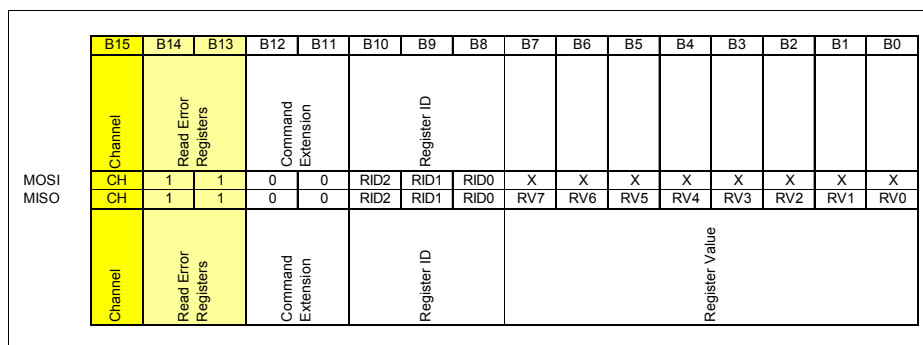 B15 B14 B13 B12 B11 B10 B9 B8 B7 B6 B5 B4 B3 B2 B1 B0
Channel
Read Error
Registers
Command
Extension
Register ID
MOSI CH 1 1 0 0 RID2 RID1 RID0 X X X X X X X X
MISO CH 1 1 0 0 RID2 RID1 RID0 RV7 RV6 RV5 RV4 RV3 RV2 RV1 RV0
Channel
Read Error
Registers
Command
Extension
Register ID
Register Value